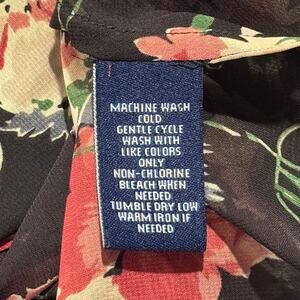 MACHINE WASH
COLD
GENTLE CYCLE
WASH WITH
LIKE COLORS
ONLY
NON-CHLORINE
BLEACH WHEN
NEEDED
TUMBLE DRY LOW
WARM IRON IF
NEEDED